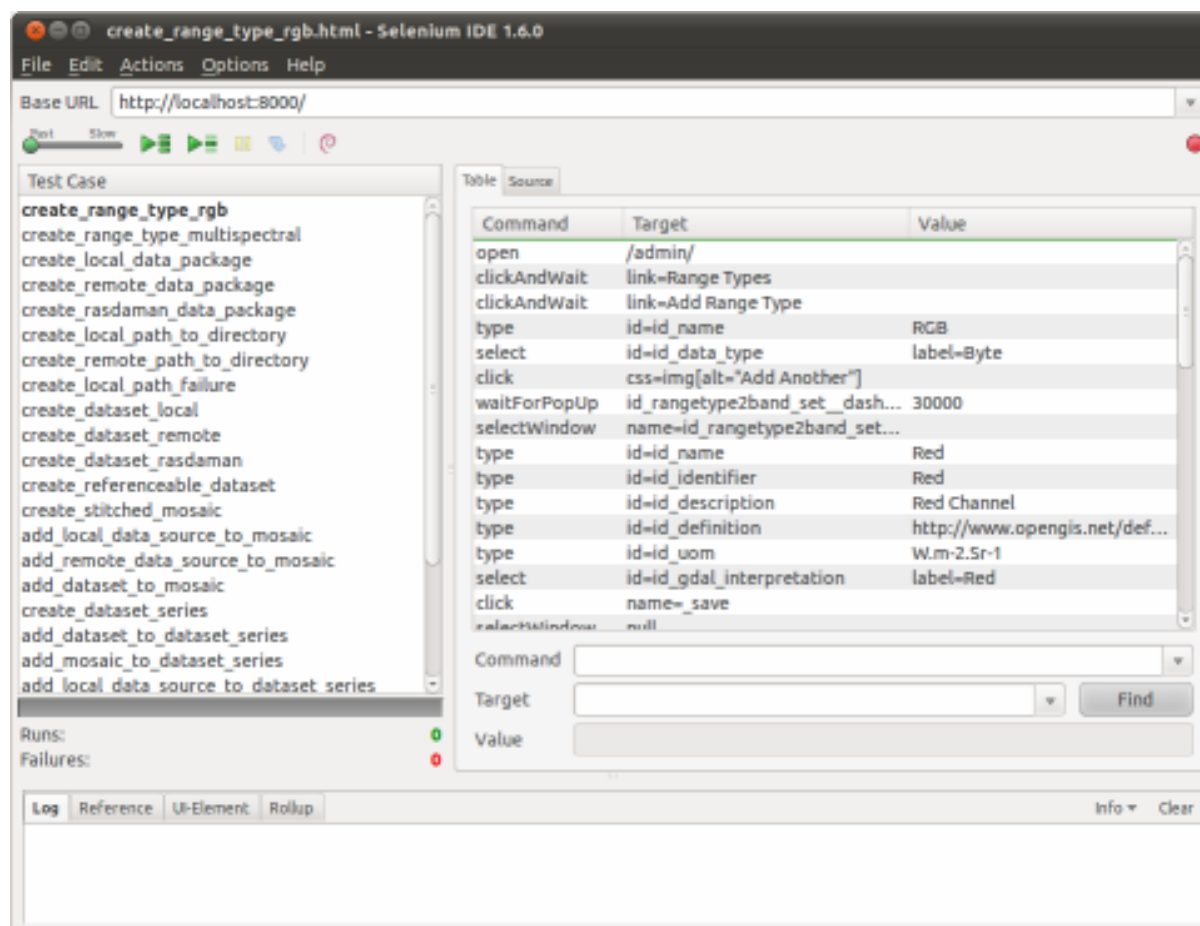 create_range_type_rgb.html - Selenium IDE 1.6.0
File Edit Actions Options Help
Base URL http://localhost:8000/
Fast Slow
Test Case
create_range_type_rgb
create_range_type_multispectral
create_local_data_package
create_remote_data_package
create_rasdaman_data_package
create_local_path_to_directory
create_remote_path_to_directory
create_local_path_failure
create_dataset_local
create_dataset_remote
create_dataset_rasdaman
create_referenceable_dataset
create_stitched_mosaic
add_local_data_source_to_mosaic
add_remote_data_source_to_mosaic
add_dataset_to_mosaic
create_dataset_series
add_dataset_to_dataset_series
add_mosaic_to_dataset_series
add_local_data_source_to_dataset_series
Runs: 0
Failures: 0
Table Source
Command Target Value
open /admin/
clickAndWait link=Range Types
clickAndWait link=Add Range Type
type id=id_name RGB
select id=id_data_type label=Byte
click css=img[alt="Add Another"]
waitForPopUp id_rangetype2band_set__dash... 30000
selectWindow name=id_rangetype2band_set...
type id=id_name Red
type id=id_identifier Red
type id=id_description Red Channel
type id=id_definition http://www.opengis.net/def...
type id=id_uom W.m-2.Sr-1
select id=id_gdal_interpretation label=Red
click name=_save
selectWindow null
Command
Target Find
Value
Log Reference UI-Element Rollup Info Clear